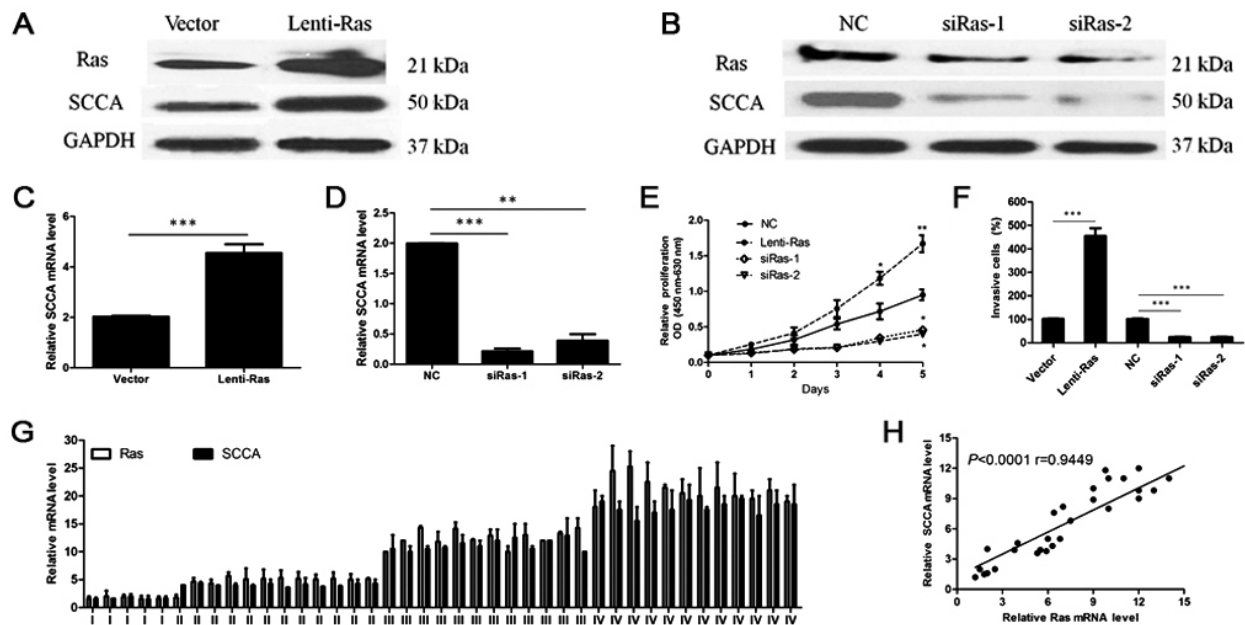 A
Vector Lenti-Ras
Ras 21 kDa
SCCA 50 kDa
GAPDH 37 kDa
B
NC siRas-1 siRas-2
Ras 21 kDa
SCCA 50 kDa
GAPDH 37 kDa
C
Relative SCCA mRNA level
6
4
2
0
***
Vector Lenti-Ras
D
Relative SCCA mRNA level
2.5
2.0
1.5
1.0
0.5
0.0
**
***
NC siRas-1 siRas-2
E
Relative proliferation
OD (450 nm-630 nm)
2.0
1.5
1.0
0.5
0.0
NC
Lenti-Ras
siRas-1
siRas-2
*
**
*
*
0 1 2 3 4 5
Days
F
Invasive cells
(%)
600
500
400
300
200
100
0
***
***
***
Vector
Lenti-Ras
NC
siRas-1
siRas-2
G
Relative mRNA level
30
25
20
15
10
5
0
Ras SCCA
I I I I I II II II II II II II II II II II II III III III III III III III III III III III III IV IV IV IV IV IV IV IV IV IV IV IV
H
Relative SCCA mRNA level
15
12
9
6
3
0
P<0.0001 r=0.9449
0 3 6 9 12 15
Relative Ras mRNA level